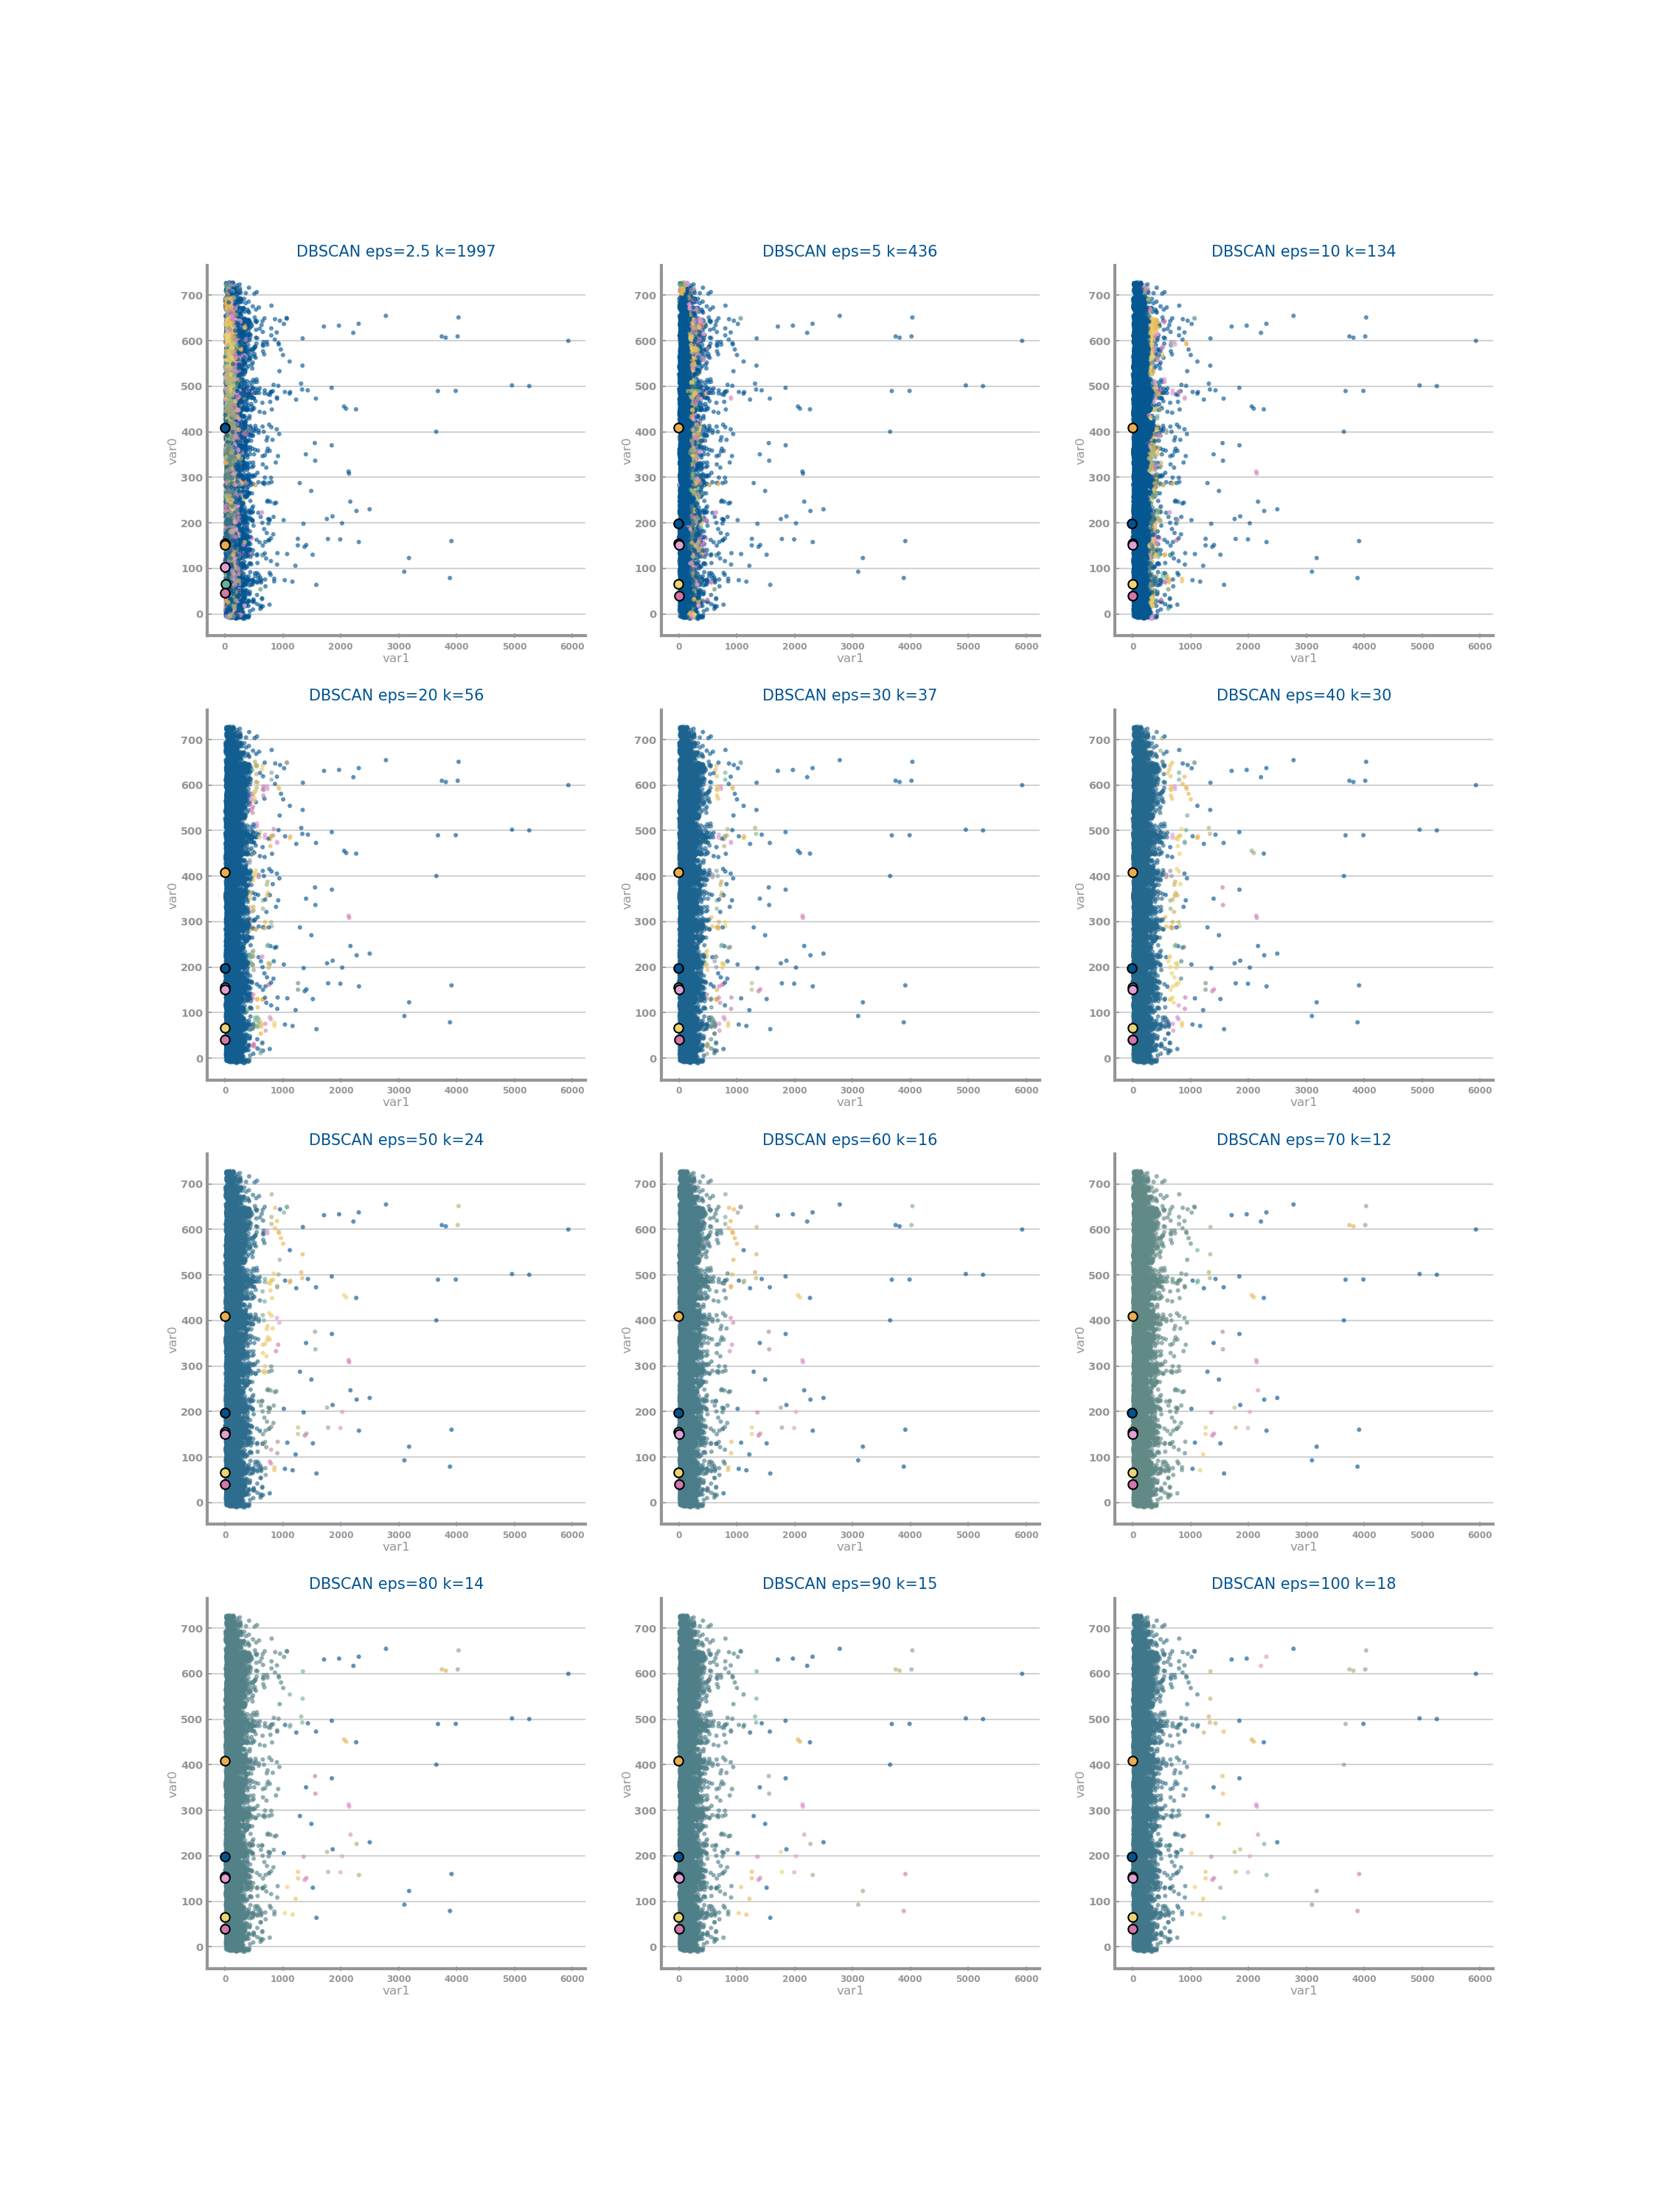 DBSCAN eps=2.5 k=1997
DBSCAN eps=5 k=436
DBSCAN eps=10 k=134
700
600
500
400
300
200
100
0
var0
0 1000 2000 3000 4000 5000 6000
var1
700
600
500
400
300
200
100
0
var0
0 1000 2000 3000 4000 5000 6000
var1
700
600
500
400
300
200
100
0
var0
0 1000 2000 3000 4000 5000 6000
var1
DBSCAN eps=20 k=56
DBSCAN eps=30 k=37
DBSCAN eps=40 k=30
700
600
500
400
300
200
100
0
var0
0 1000 2000 3000 4000 5000 6000
var1
700
600
500
400
300
200
100
0
var0
0 1000 2000 3000 4000 5000 6000
var1
700
600
500
400
300
200
100
0
var0
0 1000 2000 3000 4000 5000 6000
var1
DBSCAN eps=50 k=24
DBSCAN eps=60 k=16
DBSCAN eps=70 k=12
700
600
500
400
300
200
100
0
var0
0 1000 2000 3000 4000 5000 6000
var1
700
600
500
400
300
200
100
0
var0
0 1000 2000 3000 4000 5000 6000
var1
700
600
500
400
300
200
100
0
var0
0 1000 2000 3000 4000 5000 6000
var1
DBSCAN eps=80 k=14
DBSCAN eps=90 k=15
DBSCAN eps=100 k=18
700
600
500
400
300
200
100
0
var0
0 1000 2000 3000 4000 5000 6000
var1
700
600
500
400
300
200
100
0
var0
0 1000 2000 3000 4000 5000 6000
var1
700
600
500
400
300
200
100
0
var0
0 1000 2000 3000 4000 5000 6000
var1